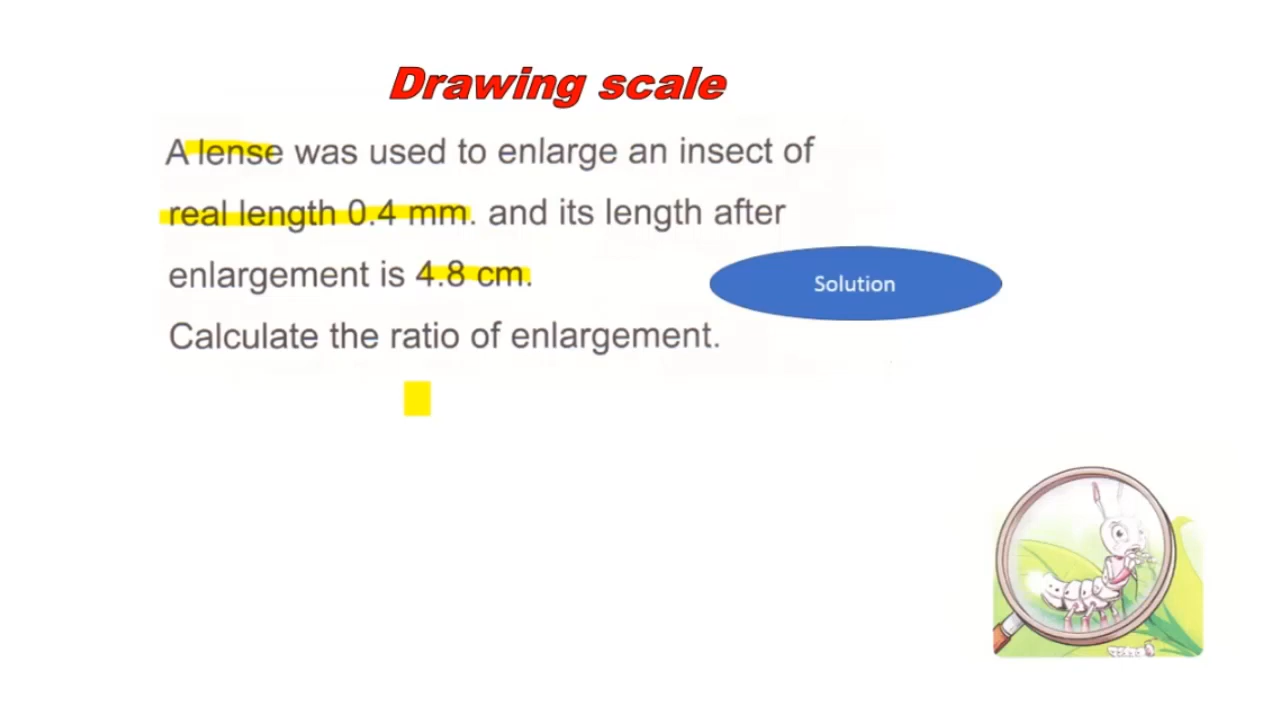 Drawing scale
A lense was used to enlarge an insect of
real length 0.4 mm. and its length after
enlargement is 4.8 cm.
Solution
Calculate the ratio of enlargement.